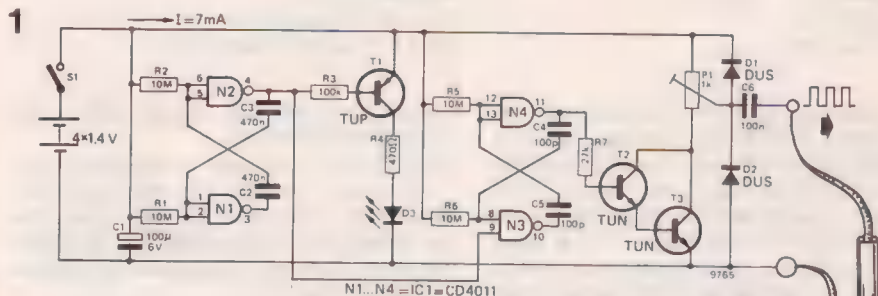 1
I = 7mA
S1
4×1,4 V
R2
10M
6
5
N2
4
C3
470n
R3
100k
T1
TUP
R4
470Ω
D3
R1
10M
1
2
N1
3
470n
C2
C1
100µ
6V
R5
10M
12
13
N4
11
C4
100p
R7
27k
T2
TUN
T3
TUN
R6
10M
8
9
N3
10
C5
100p
P1
1k
D1
DUS
C6
100n
D2
DUS
9765
N1...N4 = IC1 = CD4011